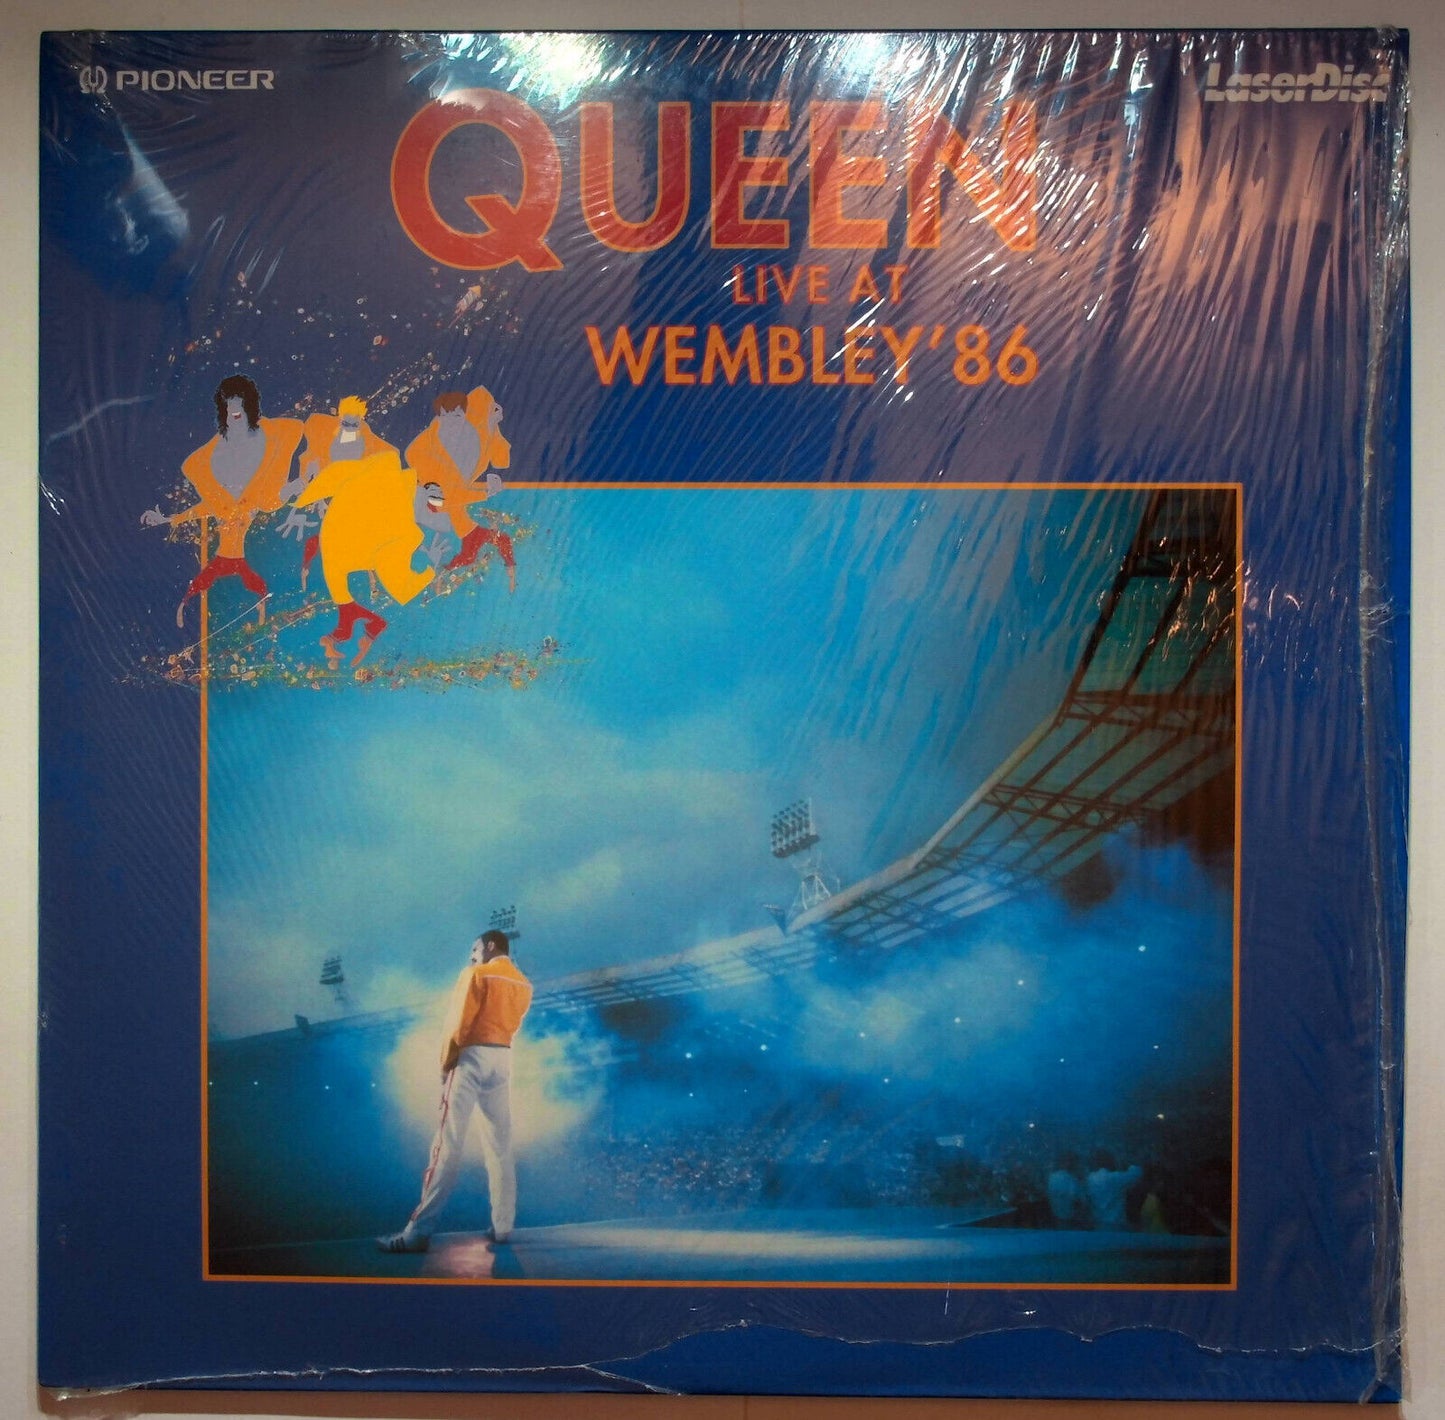 PIONEER
LaserDisc
QUEEN
LIVE AT
WEMBLEY'86